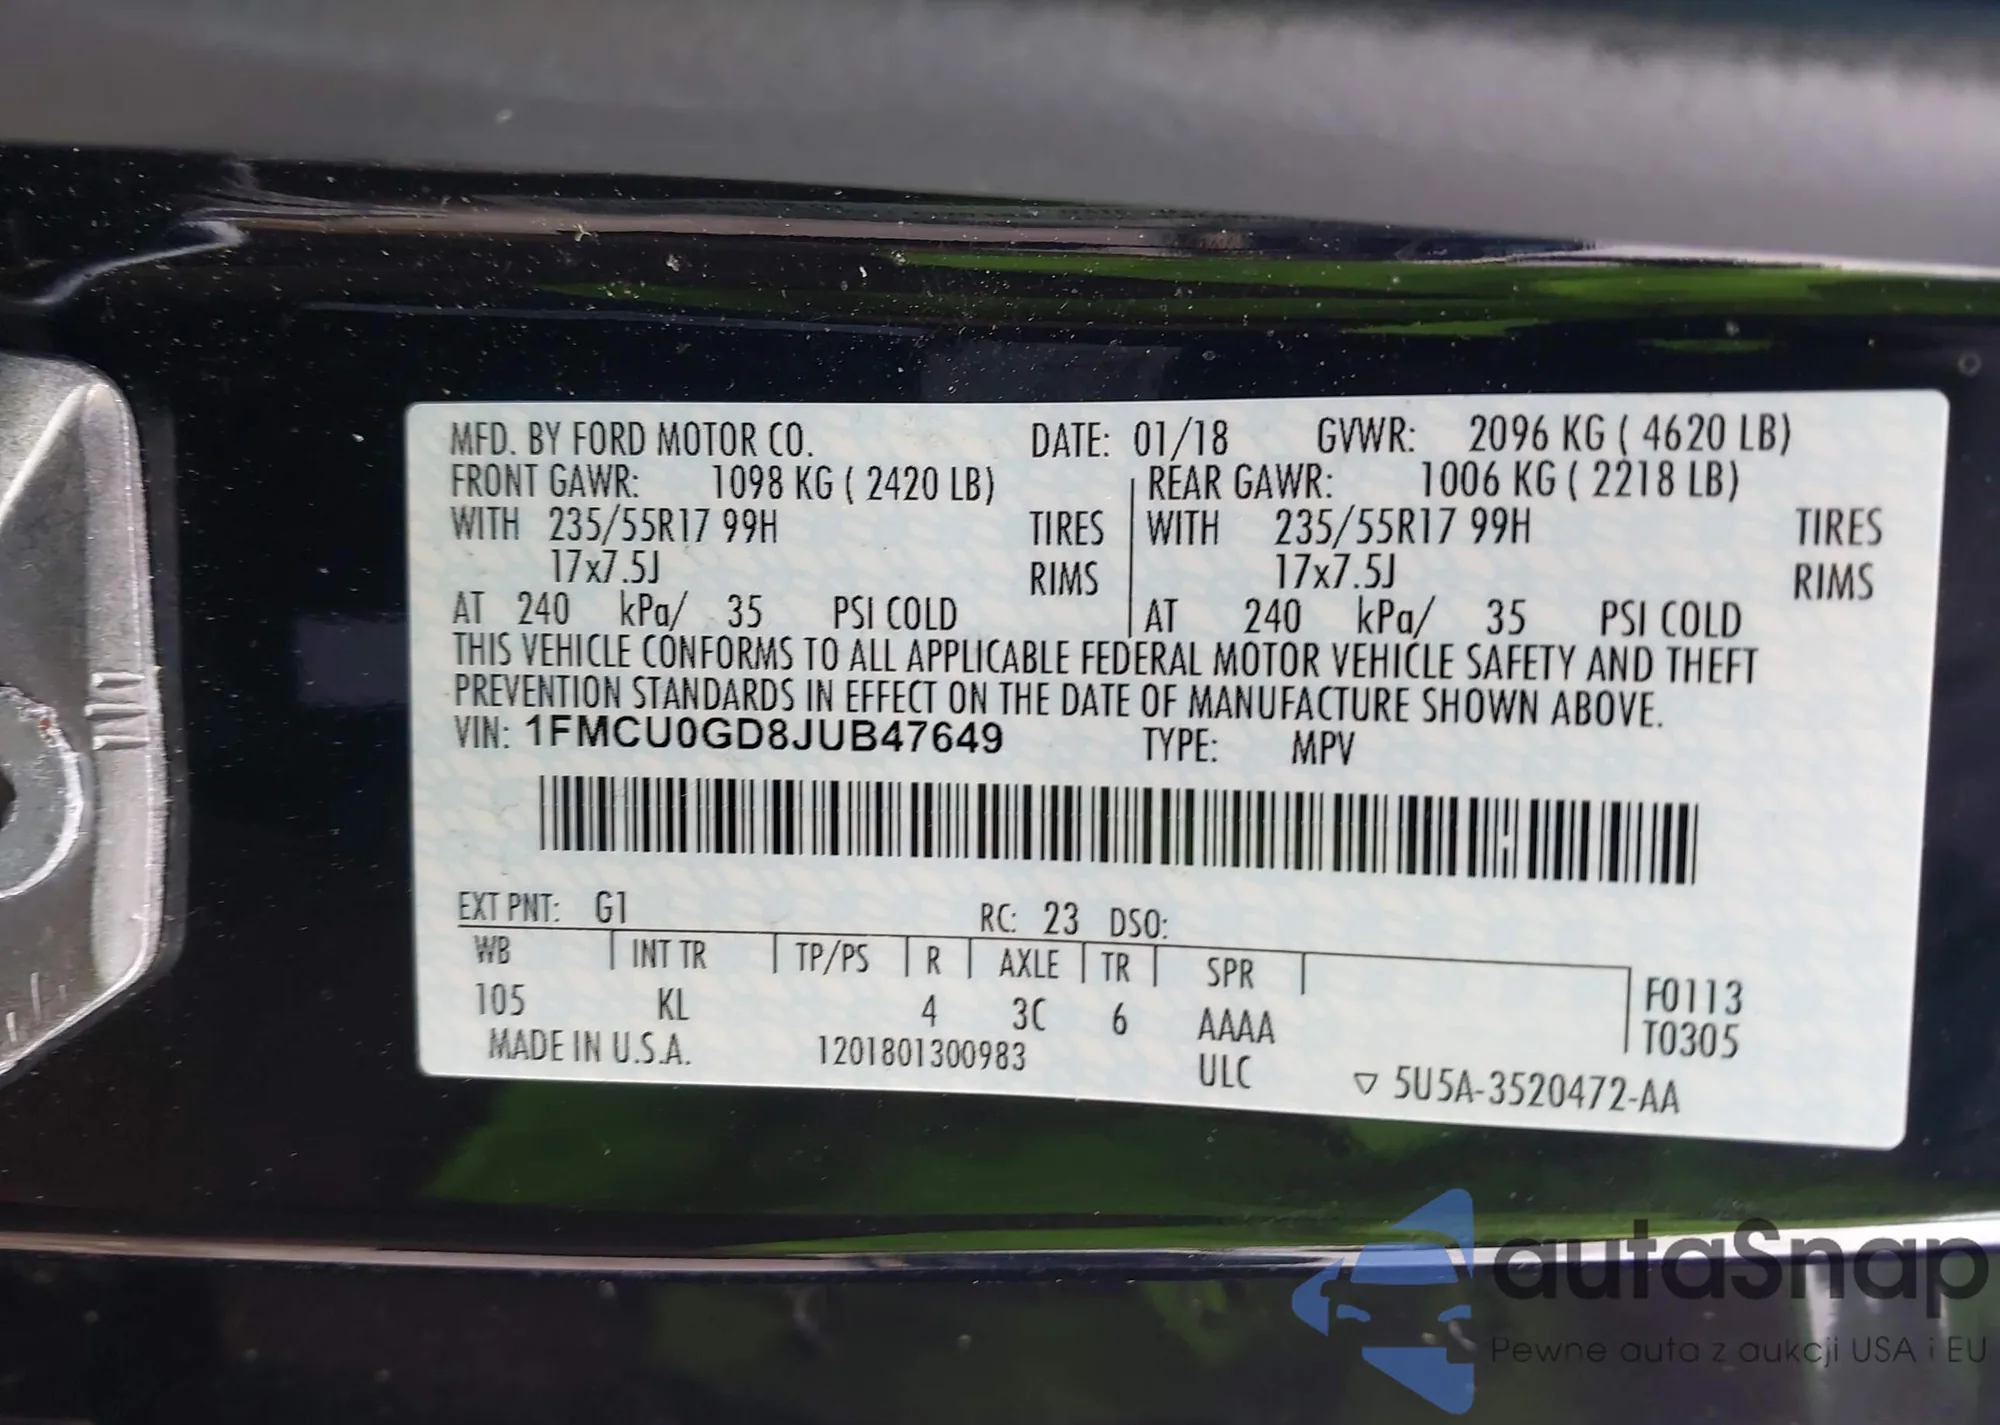 MFD. BY FORD MOTOR CO. DATE: 01/18 GVWR: 2096 KG ( 4620 LB)
FRONT GAWR: 1098 KG ( 2420 LB) REAR GAWR: 1006 KG ( 2218 LB)
WITH 235/55R17 99H TIRES WITH 235/55R17 99H TIRES
17x7.5J RIMS 17x7.5J RIMS
AT 240 kPa/ 35 PSI COLD AT 240 kPa/ 35 PSI COLD
THIS VEHICLE CONFORMS TO ALL APPLICABLE FEDERAL MOTOR VEHICLE SAFETY AND THEFT
PREVENTION STANDARDS IN EFFECT ON THE DATE OF MANUFACTURE SHOWN ABOVE.
VIN: 1FMCU0GD8JUB47649 TYPE: MPV
EXT PNT: G1 RC: 23 DSO:
WB INT TR TP/PS R AXLE TR SPR
105 KL 4 3C 6 AAAA F0113
T0305
MADE IN U.S.A. 1201801300983 ULC ▽ 5U5A-3520472-AA
autaSnap
Pewne auta z aukcji USA i EU